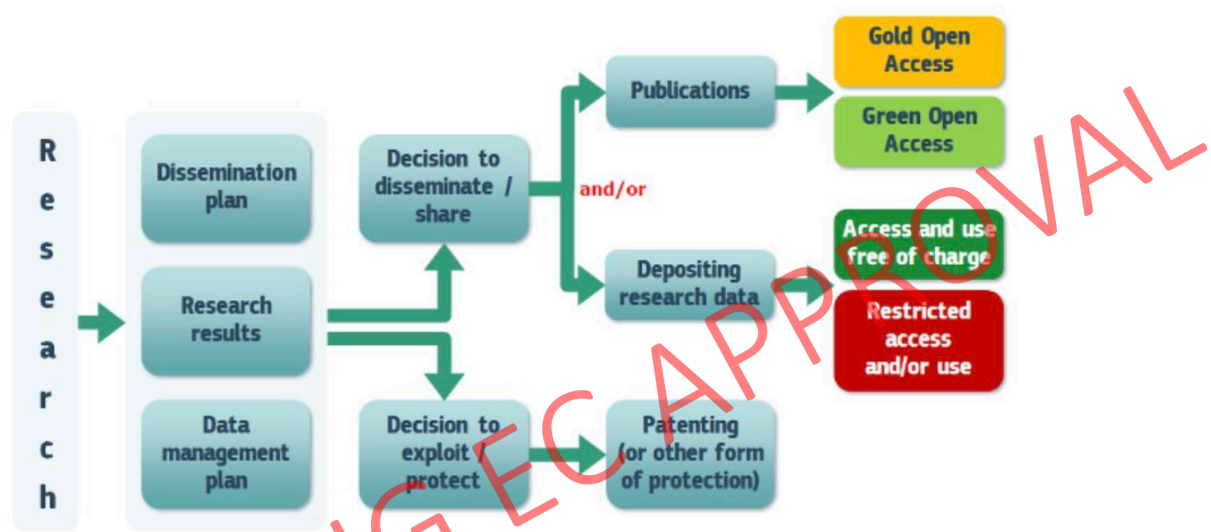 Research
Dissemination
plan
Research
results
Data
management
plan
Decision to
disseminate /
share
Decision to
exploit /
protect
and/or
Publications
Depositing
research data
Patenting
(or other form
of protection)
Gold Open
Access
Green Open
Access
Access and use
free of charge
Restricted
access
and/or use
NG EC APPROVAL